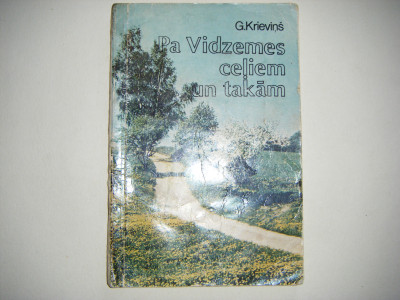 G.Krieviņš
Pa Vidzemes
ceļiem
un takām